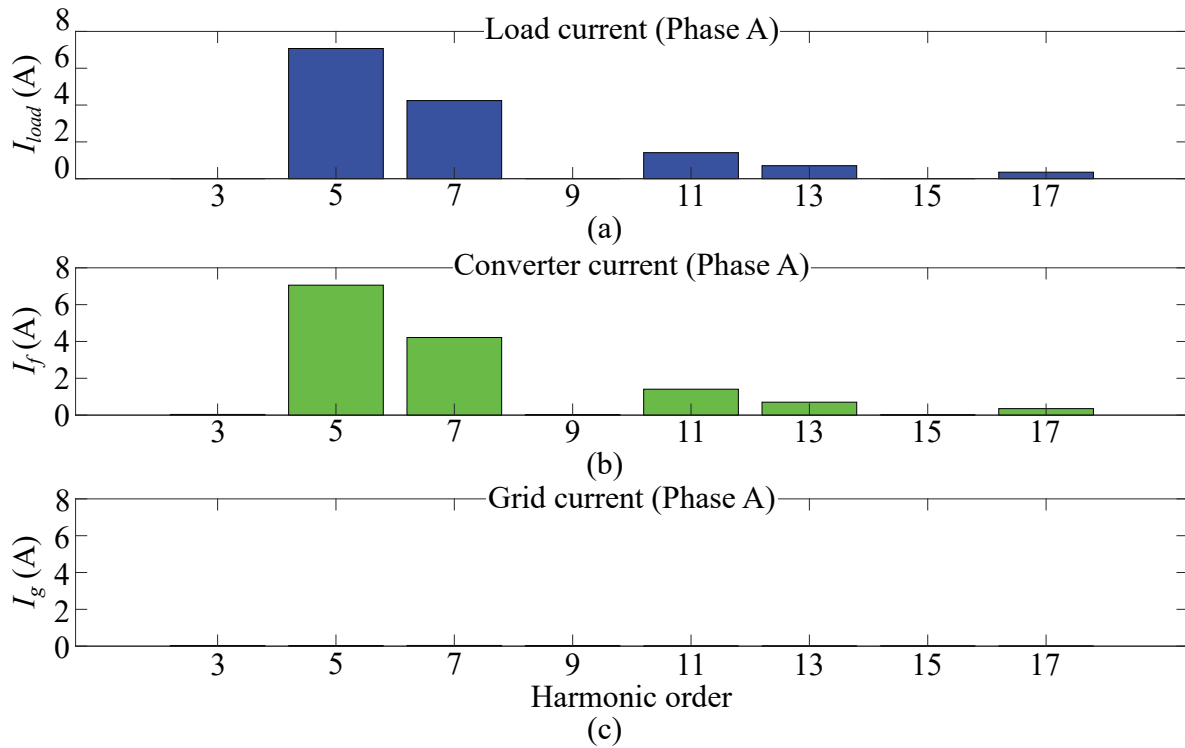 Load current (Phase A)
8
6
4
2
0
I_load (A)
3 5 7 9 11 13 15 17
(a)
Converter current (Phase A)
8
6
4
2
0
I_f (A)
3 5 7 9 11 13 15 17
(b)
Grid current (Phase A)
8
6
4
2
0
I_g (A)
3 5 7 9 11 13 15 17
Harmonic order
(c)